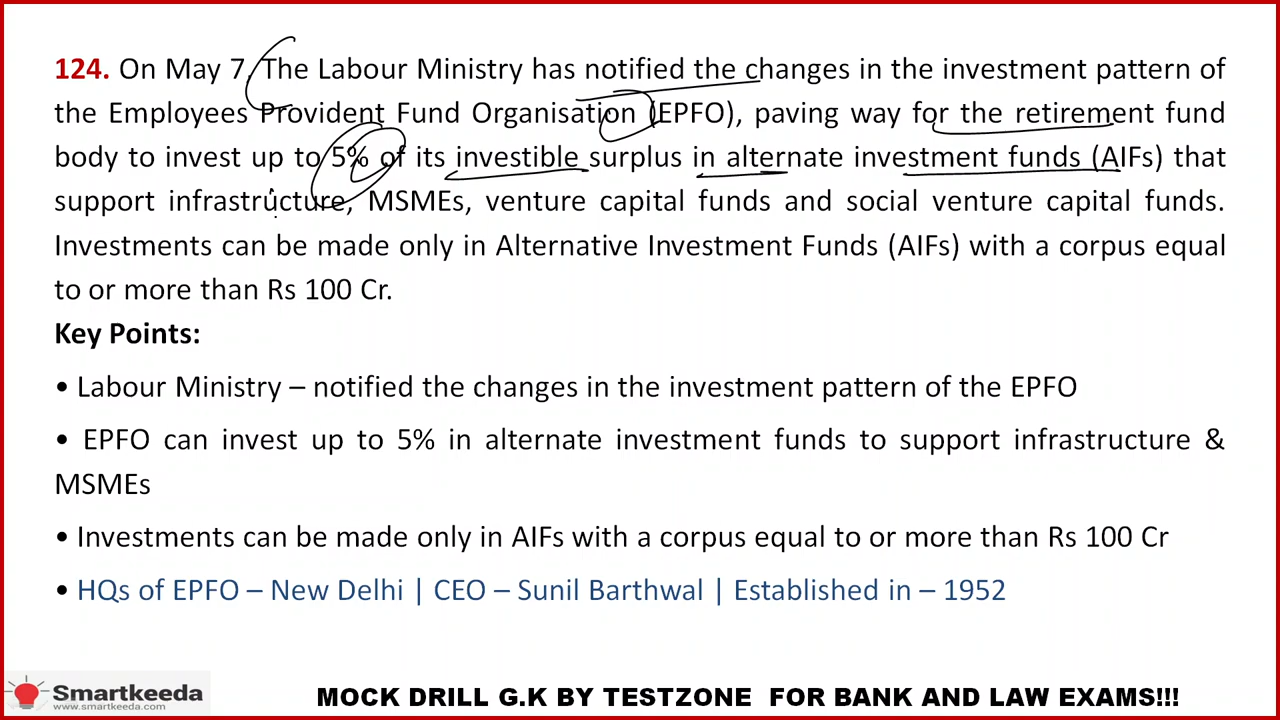 124. On May 7, The Labour Ministry has notified the changes in the investment pattern of
the Employees Provident Fund Organisation (EPFO), paving way for the retirement fund
body to invest up to 5% of its investible surplus in alternate investment funds (AIFs) that
support infrastructure, MSMEs, venture capital funds and social venture capital funds.
Investments can be made only in Alternative Investment Funds (AIFs) with a corpus equal
to or more than Rs 100 Cr.
Key Points:
• Labour Ministry – notified the changes in the investment pattern of the EPFO
• EPFO can invest up to 5% in alternate investment funds to support infrastructure &
MSMEs
• Investments can be made only in AIFs with a corpus equal to or more than Rs 100 Cr
• HQs of EPFO – New Delhi | CEO – Sunil Barthwal | Established in – 1952
Smartkeeda
www.smartkeeda.com
MOCK DRILL G.K BY TESTZONE FOR BANK AND LAW EXAMS!!!